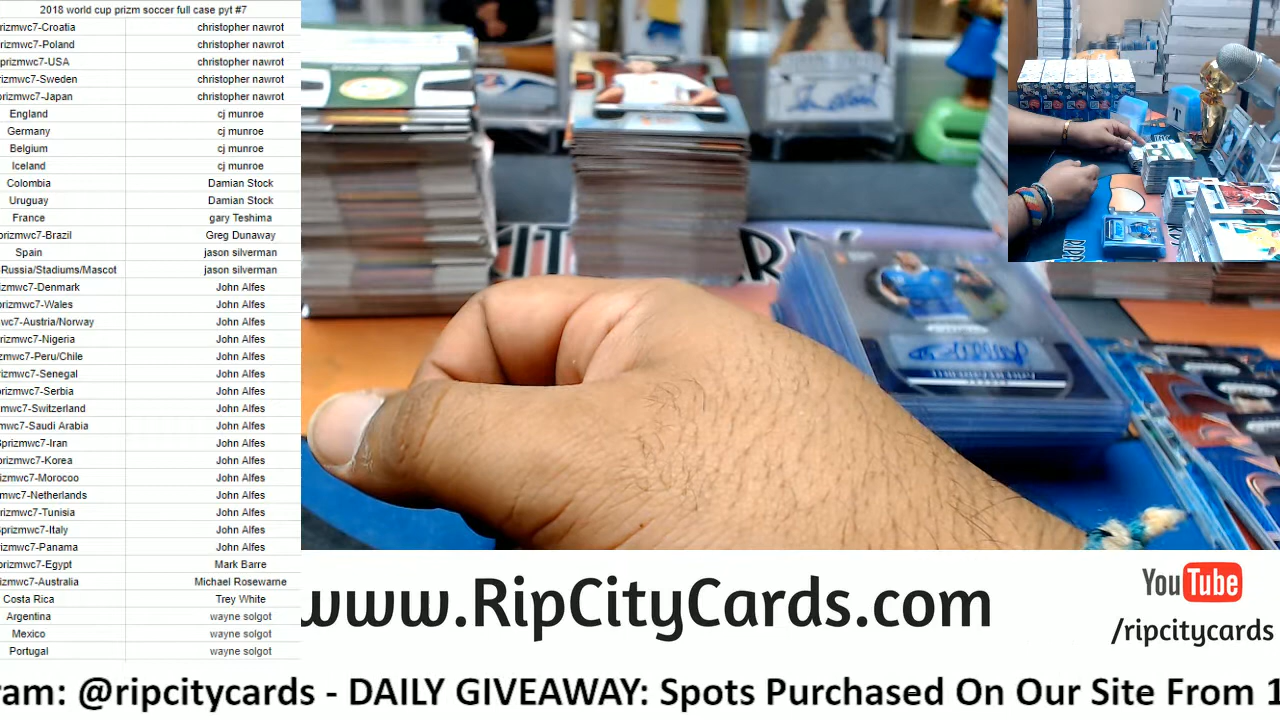 2018 world cup prizm soccer full case pyt #7
rizmwc7-Croatia christopher nawrot
rizmwc7-Poland christopher nawrot
prizmwc7-USA christopher nawrot
rizmwc7-Sweden christopher nawrot
rizmwc7-Japan christopher nawrot
England cj munroe
Germany cj munroe
Belgium cj munroe
Iceland cj munroe
Colombia Damian Stock
Uruguay Damian Stock
France gary Teshima
prizmwc7-Brazil Greg Dunaway
Spain jason silverman
Russia/Stadiums/Mascot jason silverman
izmwc7-Denmark John Alfes
rizmwc7-Wales John Alfes
wc7-Austria/Norway John Alfes
izmwc7-Nigeria John Alfes
zmwc7-Peru/Chile John Alfes
zmwc7-Senegal John Alfes
rizmwc7-Serbia John Alfes
mwc7-Switzerland John Alfes
mwc7-Saudi Arabia John Alfes
prizmwc7-Iran John Alfes
rizmwc7-Korea John Alfes
izmwc7-Morocoo John Alfes
mwc7-Netherlands John Alfes
izmwc7-Tunisia John Alfes
prizmwc7-Italy John Alfes
izmwc7-Panama John Alfes
rizmwc7-Egypt Mark Barre
izmwc7-Australia Michael Rosewarne
Costa Rica Trey White
Argentina wayne solgot
Mexico wayne solgot
Portugal wayne solgot
www.RipCityCards.com
YouTube
/ripcitycards
ram: @ripcitycards - DAILY GIVEAWAY: Spots Purchased On Our Site From 1